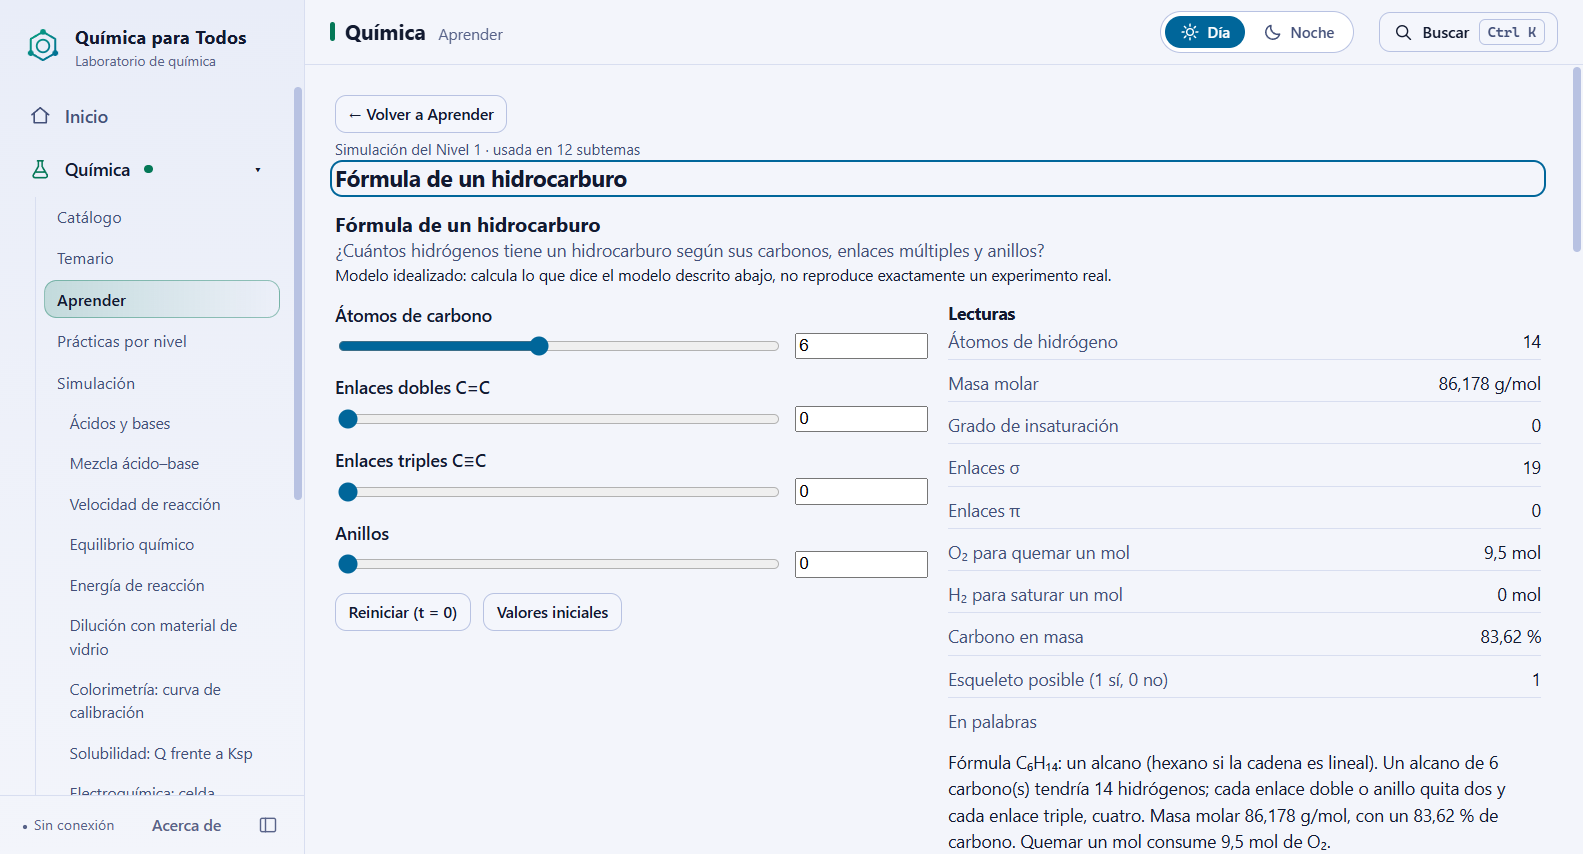 Química para Todos
Laboratorio de química
Inicio
Química
Catálogo
Temario
Aprender
Prácticas por nivel
Simulación
Ácidos y bases
Mezcla ácido–base
Velocidad de reacción
Equilibrio químico
Energía de reacción
Dilución con material de
vidrio
Colorimetría: curva de
calibración
Solubilidad: Q frente a Ksp
Electroquímica: celda
Sin conexión
Acerca de
Química Aprender
Día
Noche
Buscar Ctrl K
← Volver a Aprender
Simulación del Nivel 1 · usada en 12 subtemas
Fórmula de un hidrocarburo
Fórmula de un hidrocarburo
¿Cuántos hidrógenos tiene un hidrocarburo según sus carbonos, enlaces múltiples y anillos?
Modelo idealizado: calcula lo que dice el modelo descrito abajo, no reproduce exactamente un experimento real.
Átomos de carbono
6
Enlaces dobles C=C
0
Enlaces triples C≡C
0
Anillos
0
Reiniciar (t = 0)
Valores iniciales
Lecturas
Átomos de hidrógeno 14
Masa molar 86,178 g/mol
Grado de insaturación 0
Enlaces σ 19
Enlaces π 0
O₂ para quemar un mol 9,5 mol
H₂ para saturar un mol 0 mol
Carbono en masa 83,62 %
Esqueleto posible (1 sí, 0 no) 1
En palabras
Fórmula C₆H₁₄: un alcano (hexano si la cadena es lineal). Un alcano de 6
carbono(s) tendría 14 hidrógenos; cada enlace doble o anillo quita dos y
cada enlace triple, cuatro. Masa molar 86,178 g/mol, con un 83,62 % de
carbono. Quemar un mol consume 9,5 mol de O₂.